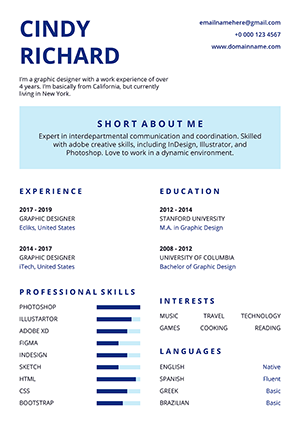 CINDY
RICHARD
emailnamehere@gmail.com
+0 000 123 4567
www.domainname.com
I'm a graphic designer with a work experience of over
4 years. I'm basically from California, but currently
living in New York.
SHORT ABOUT ME
Expert in interdepartmental communication and coordination. Skilled
with adobe creative skills, including InDesign, Illustrator, and
Photoshop. Love to work in a dynamic environment.
EXPERIENCE
2017 - 2019
GRAPHIC DESIGNER
Ecliks, United States
2014 - 2017
GRAPHIC DESIGNER
iTech, United States
EDUCATION
2012 - 2014
STANFORD UNIVERSITY
M.A. in Graphic Design
2008 - 2012
UNIVERSITY OF COLUMBIA
Bachelor of Graphic Design
PROFESSIONAL SKILLS
PHOTOSHOP
ILLUSTARTOR
ADOBE XD
FIGMA
INDESIGN
SKETCH
HTML
CSS
BOOTSTRAP
INTERESTS
MUSIC TRAVEL TECHNOLOGY
GAMES COOKING READING
LANGUAGES
ENGLISH Native
SPANISH Fluent
GREEK Basic
BRAZILIAN Basic